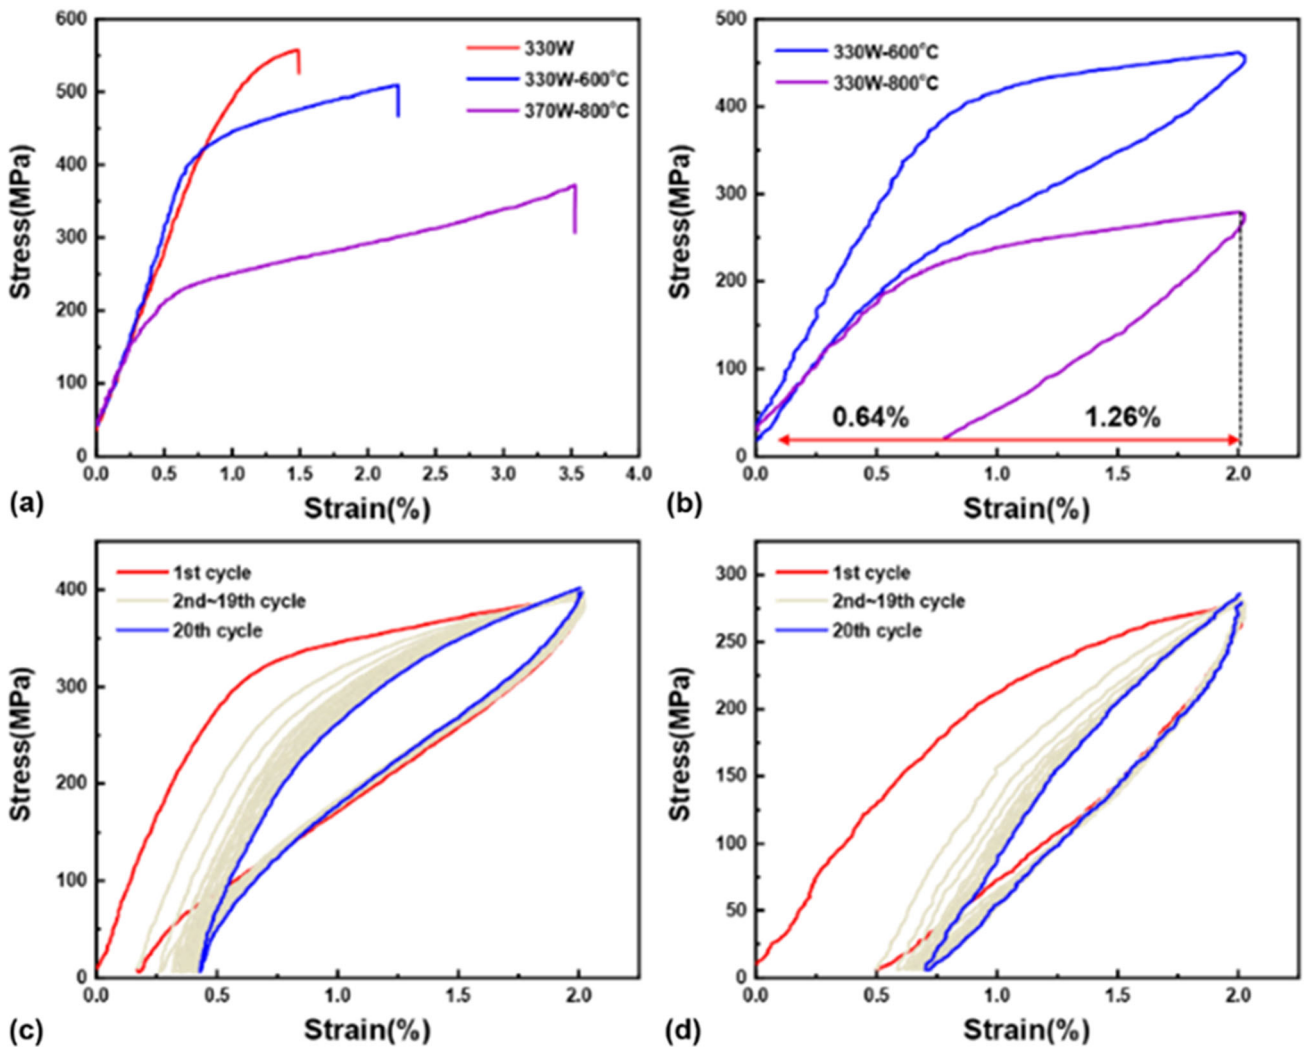 600
500
400
300
200
100
0
Stress(MPa)
330W
330W-600°C
370W-800°C
0.0 0.5 1.0 1.5 2.0 2.5 3.0 3.5 4.0
Strain(%)
(a)
500
400
300
200
100
0
Stress(MPa)
330W-600°C
330W-800°C
0.64% 1.26%
0.0 0.5 1.0 1.5 2.0
Strain(%)
(b)
400
300
200
100
0
Stress(MPa)
1st cycle
2nd~19th cycle
20th cycle
0.0 0.5 1.0 1.5 2.0
Strain(%)
(c)
300
250
200
150
100
50
0
Stress(MPa)
1st cycle
2nd~19th cycle
20th cycle
0.0 0.5 1.0 1.5 2.0
Strain(%)
(d)